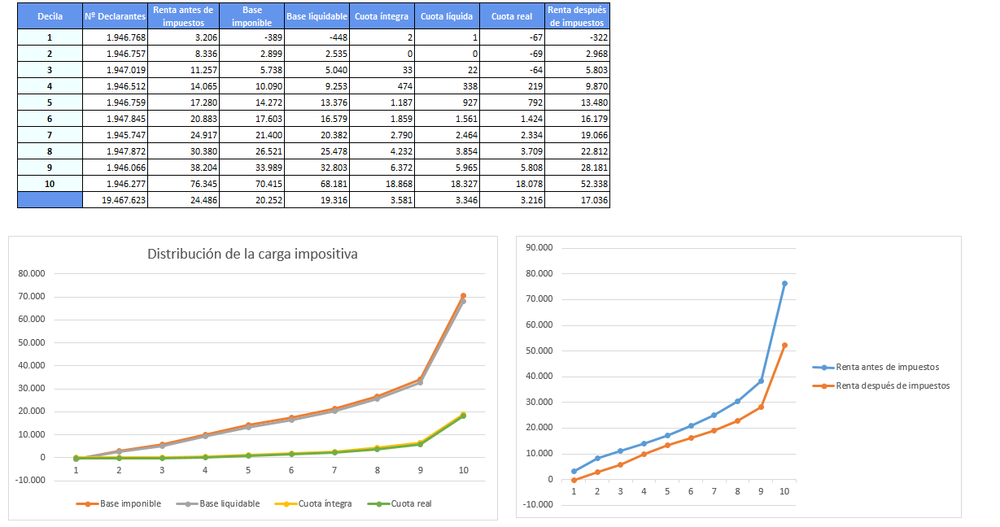 Decila Nº Declarantes Renta antes de impuestos Base imponible Base liquidable Cuota íntegra Cuota líquida Cuota real Renta después de impuestos
1 1.946.768 3.206 -389 -448 2 1 -67 -322
2 1.946.757 8.336 2.899 2.535 0 0 -69 2.968
3 1.947.019 11.257 5.738 5.040 33 22 -64 5.803
4 1.946.512 14.065 10.090 9.253 474 338 219 9.870
5 1.946.759 17.280 14.272 13.376 1.187 927 792 13.480
6 1.947.845 20.883 17.603 16.579 1.859 1.561 1.424 16.179
7 1.945.747 24.917 21.400 20.382 2.790 2.464 2.334 19.066
8 1.947.872 30.380 26.521 25.478 4.232 3.854 3.709 22.812
9 1.946.066 38.204 33.989 32.803 6.372 5.965 5.808 28.181
10 1.946.277 76.345 70.415 68.181 18.868 18.327 18.078 52.338
19.467.623 24.486 20.252 19.316 3.581 3.346 3.216 17.036
Distribución de la carga impositiva
80.000
70.000
60.000
50.000
40.000
30.000
20.000
10.000
0
-10.000
1 2 3 4 5 6 7 8 9 10
Base imponible Base liquidable Cuota íntegra Cuota real
90.000
80.000
70.000
60.000
50.000
40.000
30.000
20.000
10.000
0
-10.000
1 2 3 4 5 6 7 8 9 10
Renta antes de impuestos
Renta después de impuestos